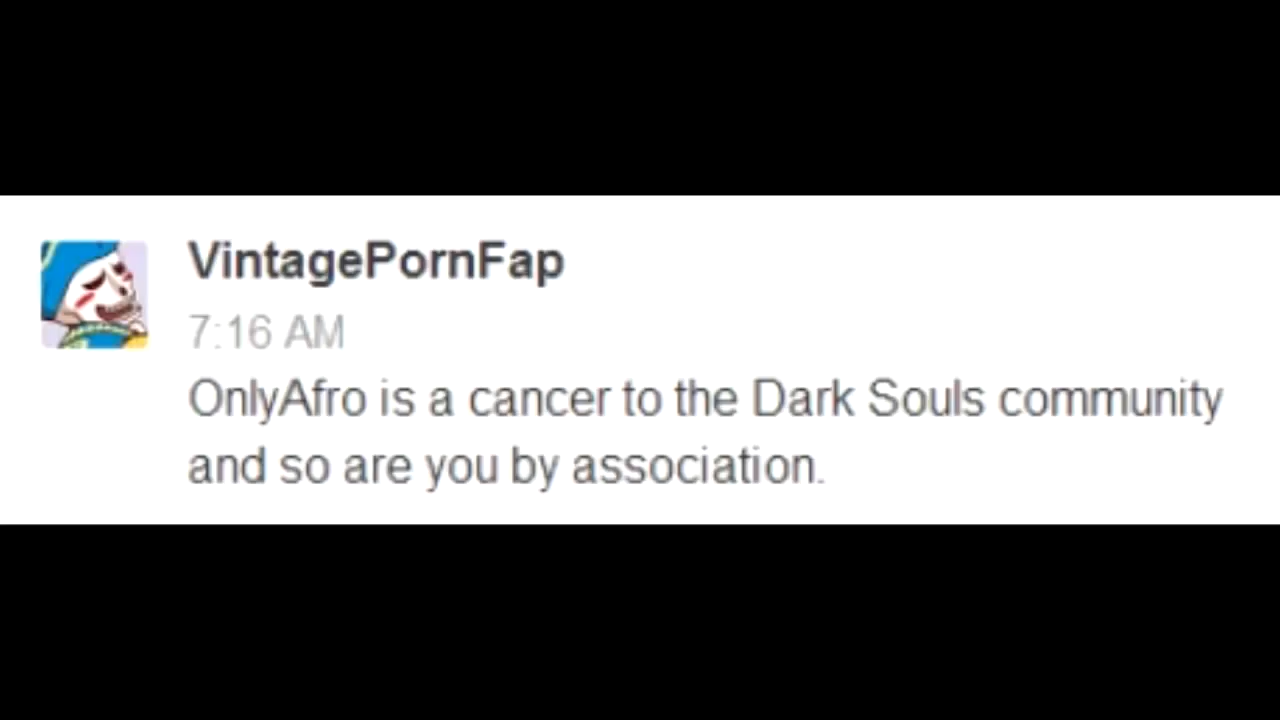 VintagePornFap
7:16 AM
OnlyAfro is a cancer to the Dark Souls community
and so are you by association.